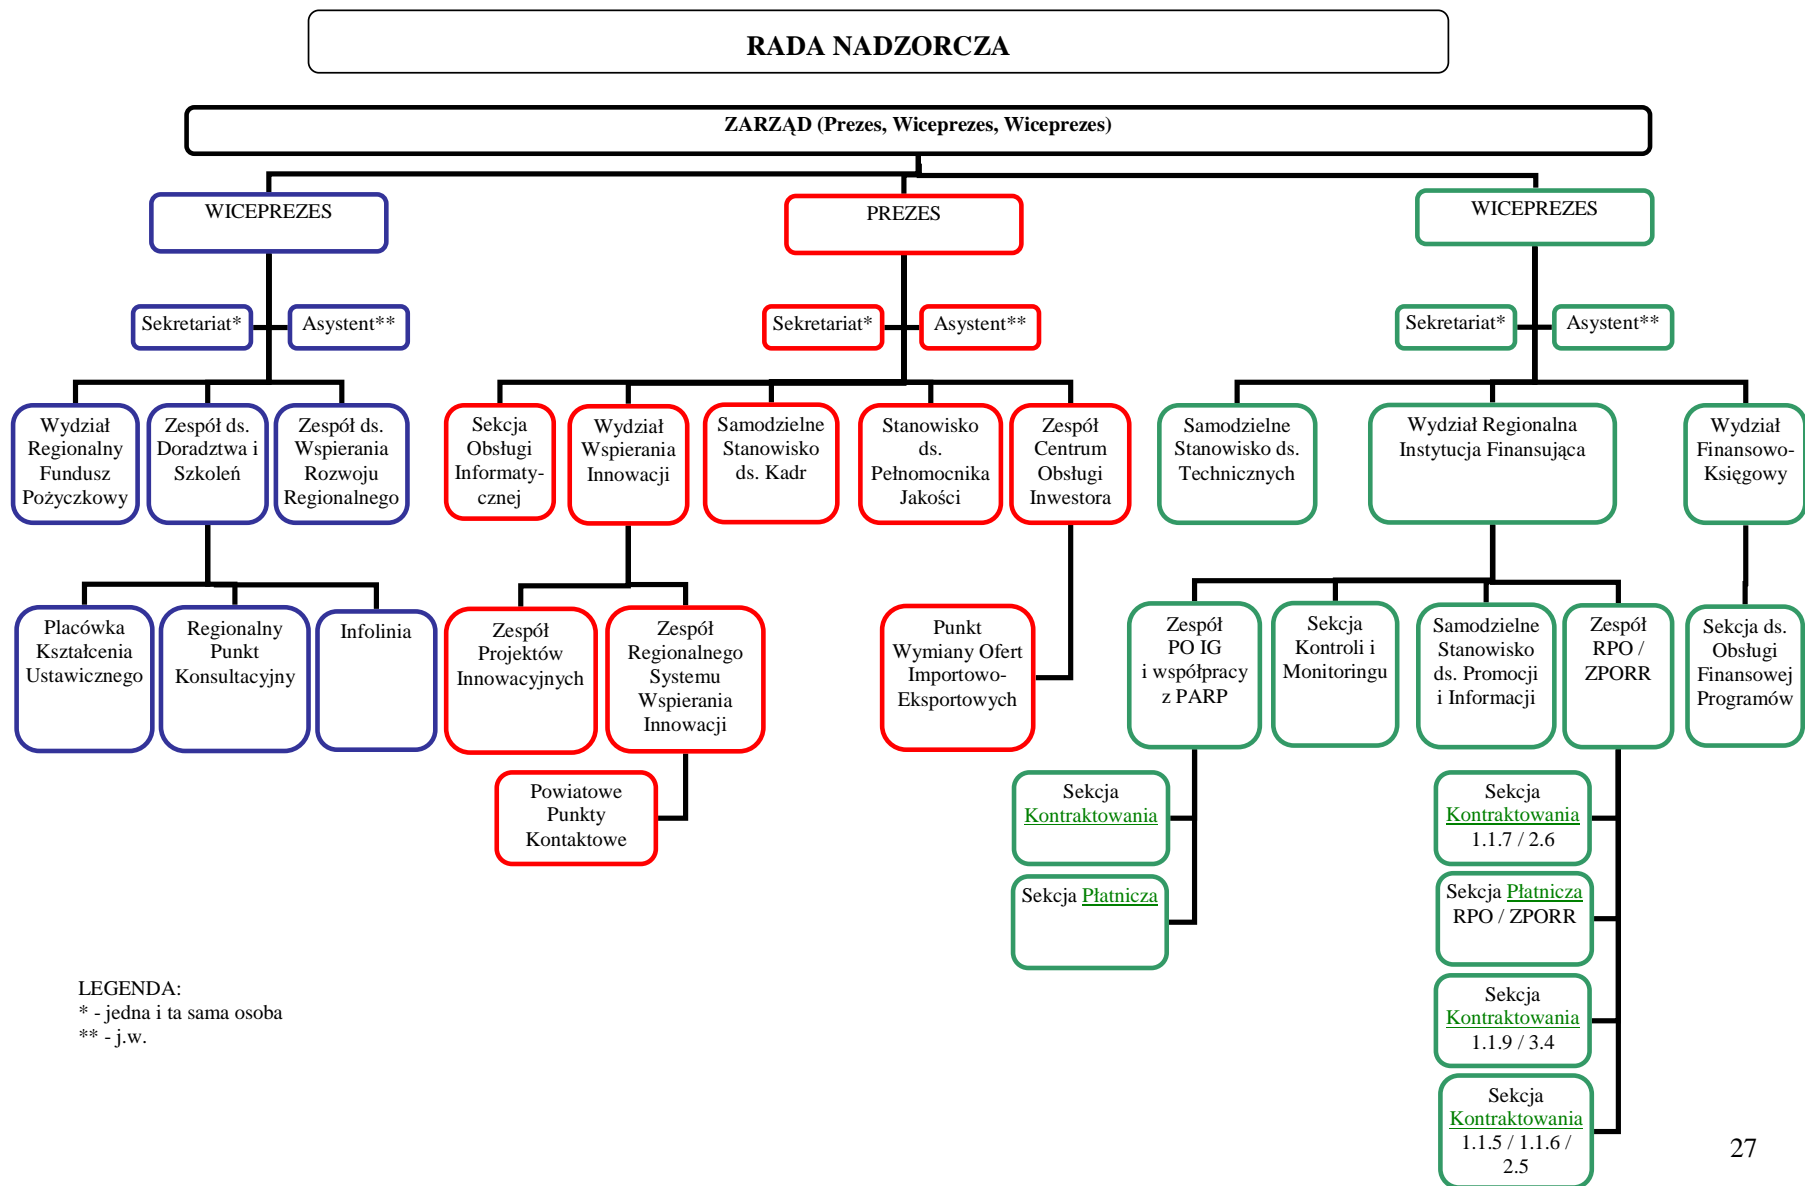 RADA NADZORCZA
ZARZĄD (Prezes, Wiceprezes, Wiceprezes)
WICEPREZES
PREZES
WICEPREZES
Sekretariat*
Asystent**
Sekretariat*
Asystent**
Sekretariat*
Asystent**
Wydział
Regionalny
Fundusz
Pożyczkowy
Zespół ds.
Doradztwa i
Szkoleń
Zespół ds.
Wspierania
Rozwoju
Regionalnego
Sekcja
Obsługi
Informaty-
cznej
Wydział
Wspierania
Innowacji
Samodzielne
Stanowisko
ds. Kadr
Stanowisko
ds.
Pełnomocnika
Jakości
Zespół
Centrum
Obsługi
Inwestora
Samodzielne
Stanowisko ds.
Technicznych
Wydział Regionalna
Instytucja Finansująca
Wydział
Finansowo-
Księgowy
Placówka
Kształcenia
Ustawicznego
Regionalny
Punkt
Konsultacyjny
Infolinia
Zespół
Projektów
Innowacyjnych
Zespół
Regionalnego
Systemu
Wspierania
Innowacji
Punkt
Wymiany Ofert
Importowo-
Eksportowych
Zespół
PO IG
i współpracy
z PARP
Sekcja
Kontroli i
Monitoringu
Samodzielne
Stanowisko
ds. Promocji
i Informacji
Zespół
RPO /
ZPORR
Sekcja ds.
Obsługi
Finansowej
Programów
Powiatowe
Punkty
Kontaktowe
Sekcja
Kontraktowania
Sekcja Płatnicza
Sekcja
Kontraktowania
1.1.7 / 2.6
Sekcja Płatnicza
RPO / ZPORR
Sekcja
Kontraktowania
1.1.9 / 3.4
Sekcja
Kontraktowania
1.1.5 / 1.1.6 /
2.5
LEGENDA:
* - jedna i ta sama osoba
** - j.w.
27